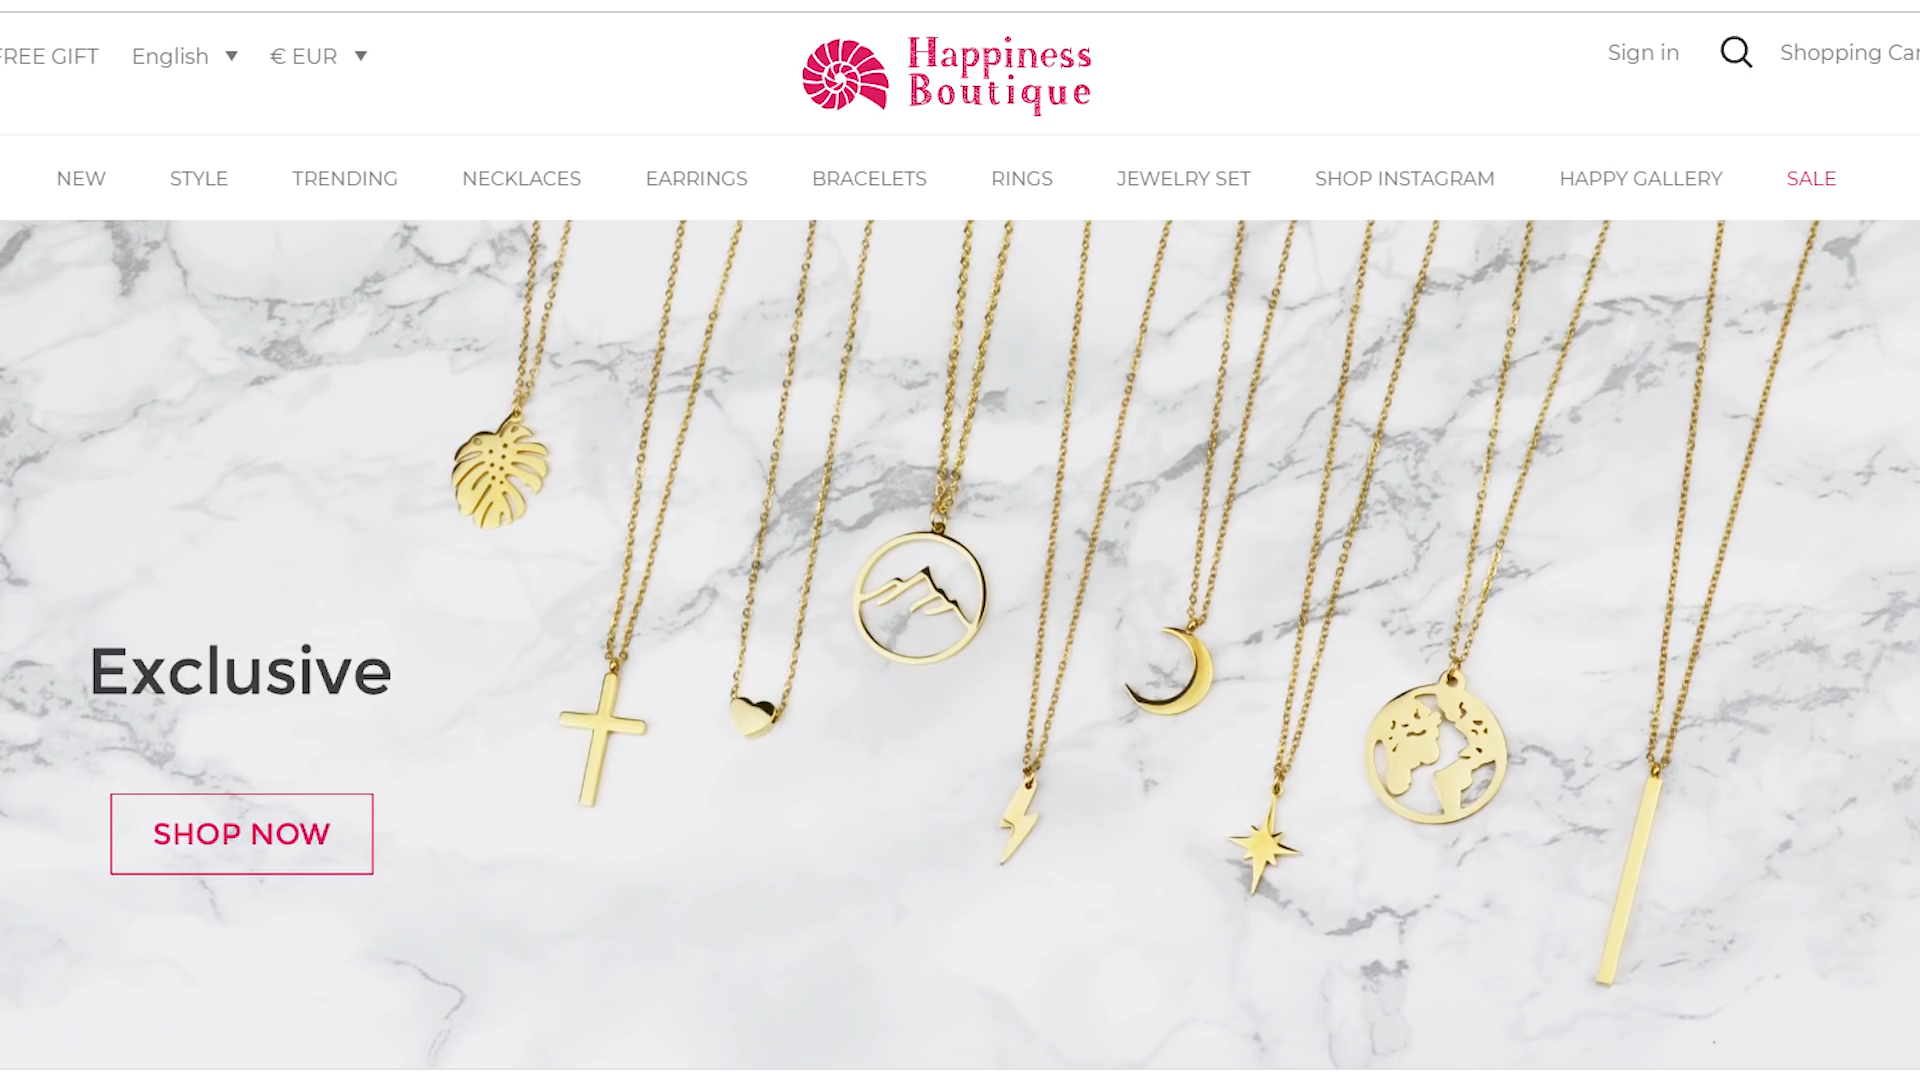 FREE GIFT English € EUR
Happiness
Boutique
Sign in Shopping Car
NEW STYLE TRENDING NECKLACES EARRINGS BRACELETS RINGS JEWELRY SET SHOP INSTAGRAM HAPPY GALLERY SALE
Exclusive
SHOP NOW